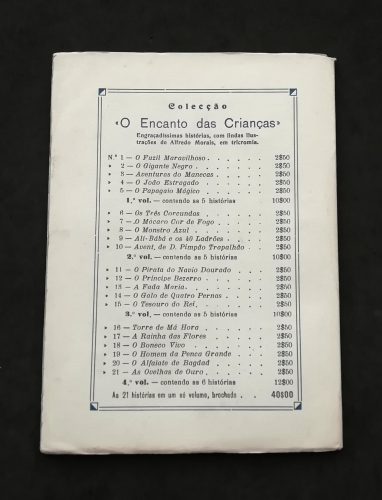 Colecção
«O Encanto das Crianças»
Engraçadíssimas histórias, com lindas ilus-
trações de Alfredo Morais, em tricromia.
N.º 1 — O Fuzil Maravilhoso. . . . . . 2$50
» 2 — O Gigante Negro. . . . . . . 2$50
» 3 — Aventuras do Manecas . . . . . 2$50
» 4 — O João Estragado . . . . . . 2$50
» 5 — O Papagaio Mágico . . . . . . 2$50
1.º vol. — contendo as 5 histórias 10$00
» 6 — Os Três Corcundas . . . . . . 2$50
» 7 — O Macaco Cor de Fogo . . . . . 2$50
» 8 — O Monstro Azul . . . . . . . 2$50
» 9 — Ali-Bábá e os 40 Ladrões . . . . 2$50
» 10 — Avent. de D. Pimpão Trapalhão . . 2$50
2.º vol. — contendo as 5 histórias 10$00
» 11 — O Pirata do Navio Dourado . . . . 2$50
» 12 — O Príncipe Bezerro . . . . . . 2$50
» 13 — A Fada Maria. . . . . . . . 2$50
» 14 — O Galo de Quatro Pernas . . . . 2$50
» 15 — O Tesouro do Rei. . . . . . . 2$50
3.º vol. — contendo as 5 histórias 10$00
» 16 — Torre de Má Hora . . . . . . 2$50
» 17 — A Rainha das Flores . . . . . 2$50
» 18 — O Boneco Vivo . . . . . . . 2$50
» 19 — O Homem da Penca Grande . . . . 2$50
» 20 — O Alfaiate de Bagdad . . . . . 2$50
» 21 — As Ovelhas de Ouro. . . . . . 2$50
4.º vol. — contendo as 6 histórias 12$00
As 21 histórias em um só volume, brochado . . 40$00